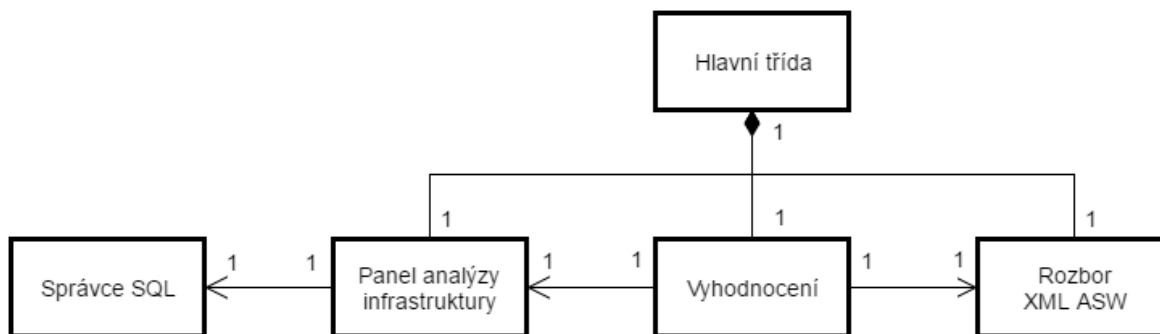 Hlavní třída
1
1
1
1
1
1
1
1
1
1
Správce SQL
Panel analýzy
infrastruktury
Vyhodnocení
Rozbor
XML ASW